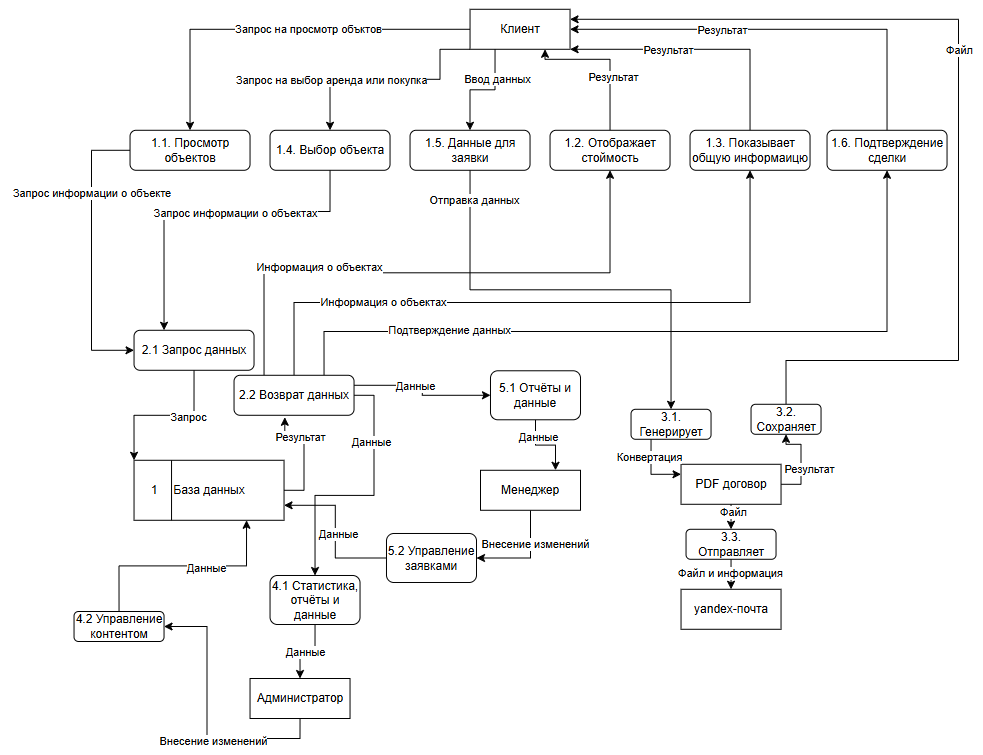 Клиент
Запрос на просмотр обктов
Результат
Файл
Результат
Запрос на выбор аренда или покупка
Ввод данных
Результат
1.1. Просмотр
объектов
1.4. Выбор объекта
1.5. Данные для
заявки
1.2. Отображает
стоймость
1.3. Показывает
общую информаицю
1.6. Подтверждение
сделки
Запрос информации о объекте
Отправка данных
Запрос информации о объектах
Информация о объектах
Информация о объектах
Подтверждение данных
2.1 Запрос данных
2.2 Возврат данных
Данные
5.1 Отчёты и
данные
3.1.
Генерирует
3.2.
Сохраняет
Запрос
Результат
Данные
Данные
Конвертация
Результат
1
База данных
Менеджер
PDF договор
Файл
Данные
Внесение изменений
5.2 Управление
заявками
3.3.
Отправляет
Данные
Файл и информация
4.1 Статистика,
отчёты и
данные
4.2 Управление
контентом
yandex-почта
Данные
Администратор
Внесение изменений